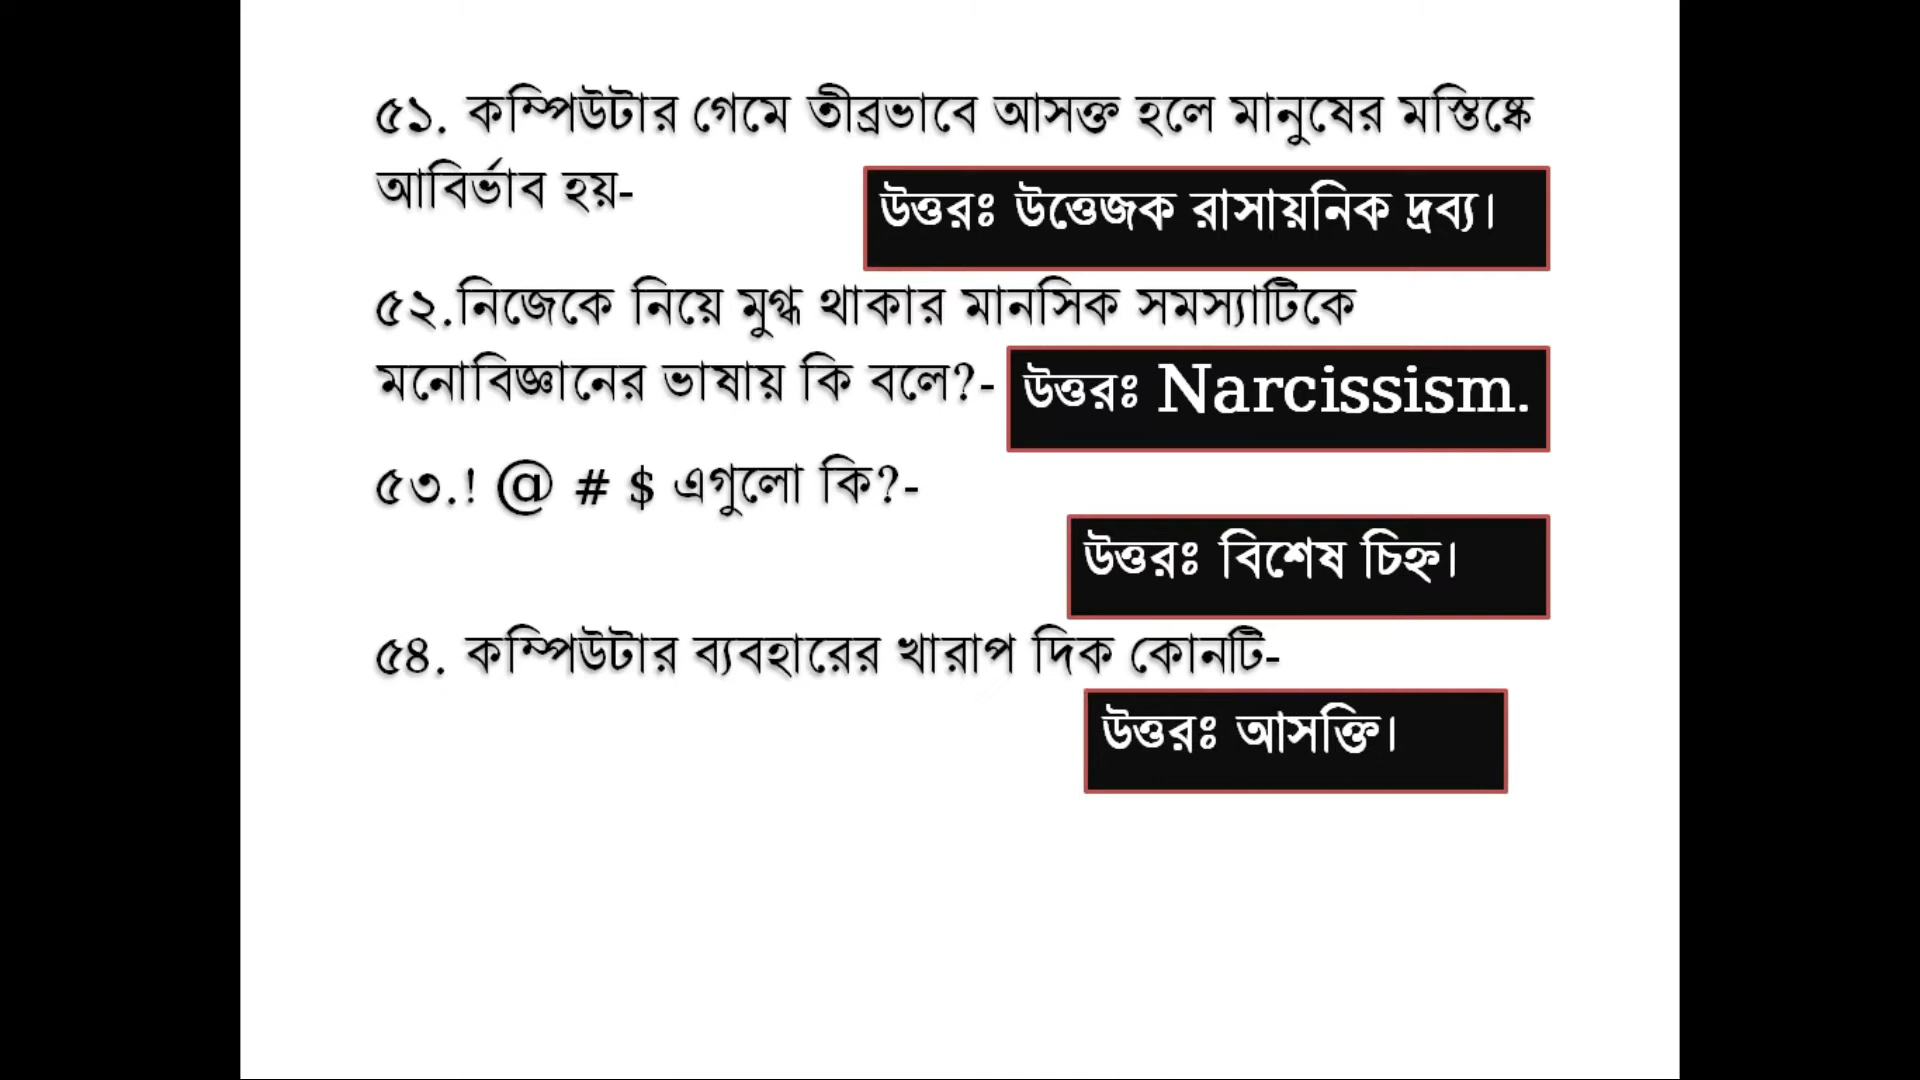 ৫১. কম্পিউটার গেমে তীব্রভাবে আসক্ত হলে মানুষের মস্তিষ্কে
আবির্ভাব হয়-
উত্তরঃ উত্তেজক রাসায়নিক দ্রব্য।
৫২.নিজেকে নিয়ে মুগ্ধ থাকার মানসিক সমস্যাটিকে
মনোবিজ্ঞানের ভাষায় কি বলে?-
উত্তরঃ Narcissism.
৫৩.! @ # $ এগুলো কি?-
উত্তরঃ বিশেষ চিহ্ন।
৫৪. কম্পিউটার ব্যবহারের খারাপ দিক কোনটি-
উত্তরঃ আসক্তি।